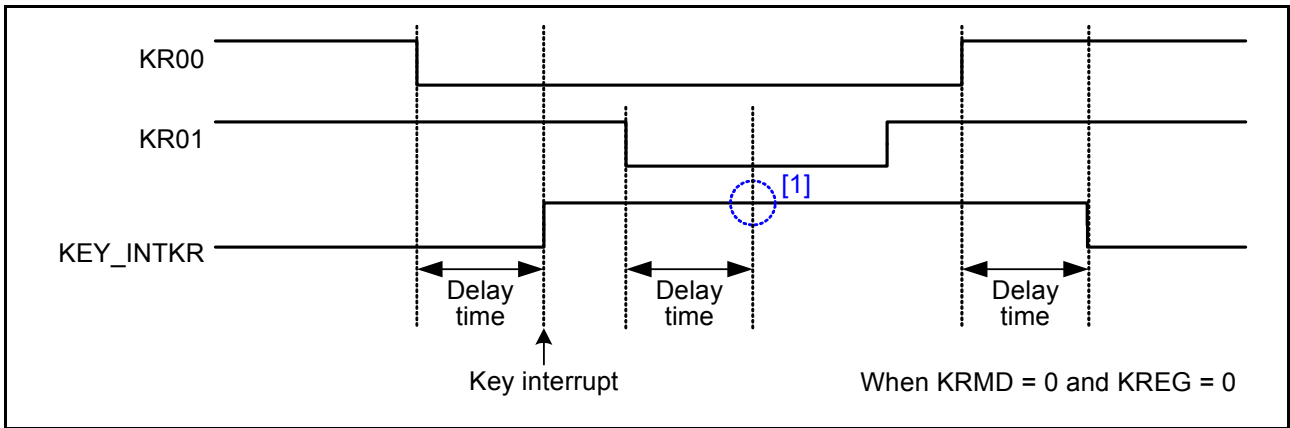 KR00
KR01
[1]
KEY_INTKR
Delay
time
Delay
time
Delay
time
Key interrupt
When KRMD = 0 and KREG = 0